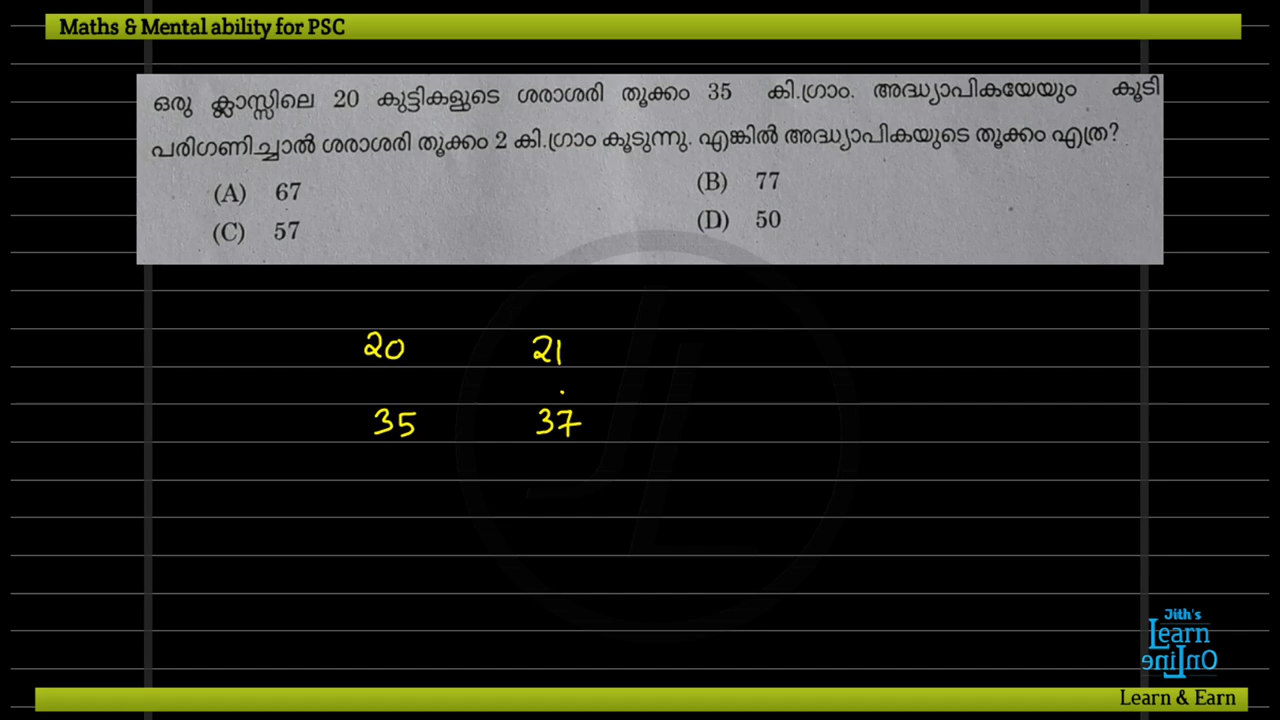 Maths & Mental ability for PSC
ഒരു ക്ലാസ്സിലെ 20 കുട്ടികളുടെ ശരാശരി തൂക്കം 35 കി.ഗ്രാം. അദ്ധ്യാപികയേയും കൂടി
പരിഗണിച്ചാൽ ശരാശരി തൂക്കം 2 കി.ഗ്രാം കൂടുന്നു. എങ്കിൽ അദ്ധ്യാപികയുടെ തൂക്കം എത്ര?
(A) 67 (B) 77
(C) 57 (D) 50
20 21
35 37
JL
Jith's
Learn
OnLine
Learn & Earn